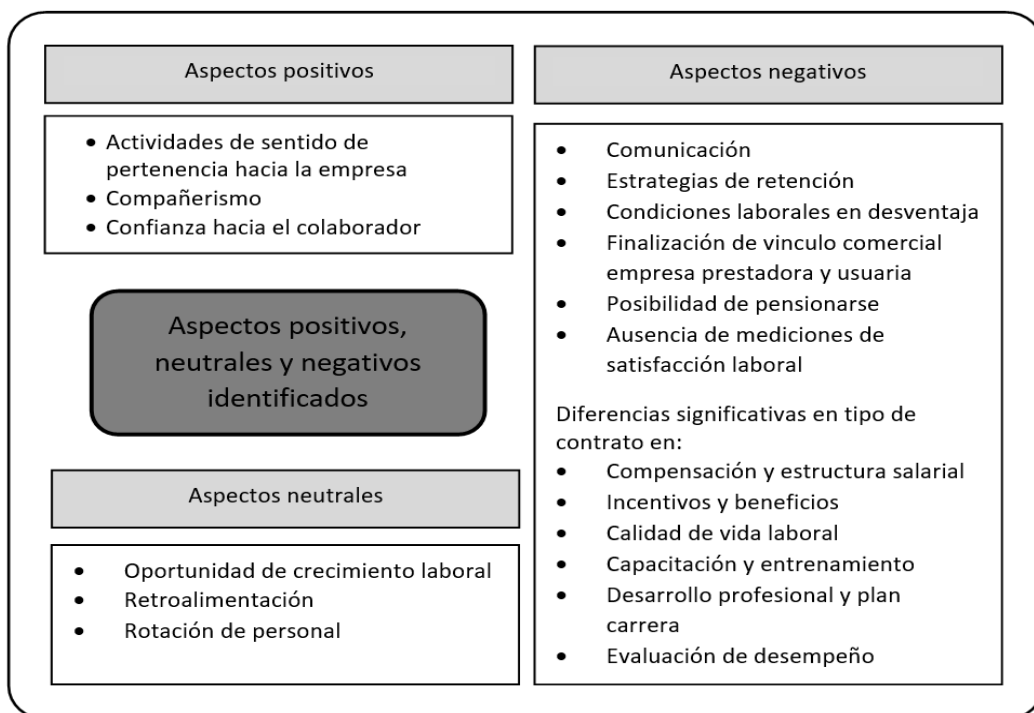 Aspectos positivos
• Actividades de sentido de
pertenencia hacia la empresa
• Compañerismo
• Confianza hacia el colaborador
Aspectos positivos,
neutrales y negativos
identificados
Aspectos neutrales
• Oportunidad de crecimiento laboral
• Retroalimentación
• Rotación de personal
Aspectos negativos
• Comunicación
• Estrategias de retención
• Condiciones laborales en desventaja
• Finalización de vinculo comercial
empresa prestadora y usuaria
• Posibilidad de pensionarse
• Ausencia de mediciones de
satisfacción laboral
Diferencias significativas en tipo de
contrato en:
• Compensación y estructura salarial
• Incentivos y beneficios
• Calidad de vida laboral
• Capacitación y entrenamiento
• Desarrollo profesional y plan
carrera
• Evaluación de desempeño